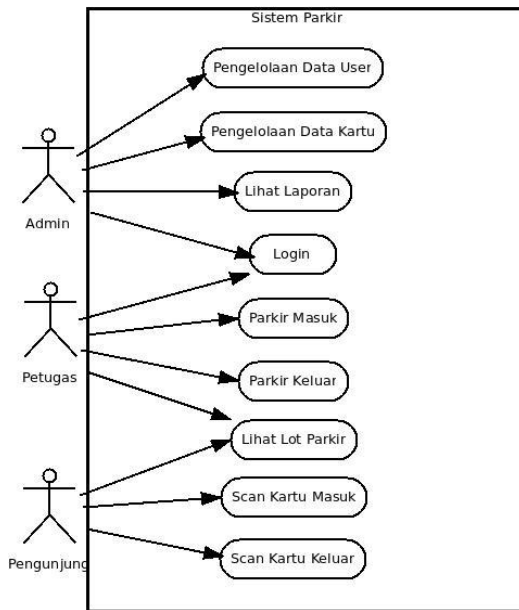 Sistem Parkir
Pengelolaan Data User
Pengelolaan Data Kartu
Lihat Laporan
Admin
Login
Parkir Masuk
Petugas
Parkir Keluar
Lihat Lot Parkir
Scan Kartu Masuk
Pengunjung
Scan Kartu Keluar